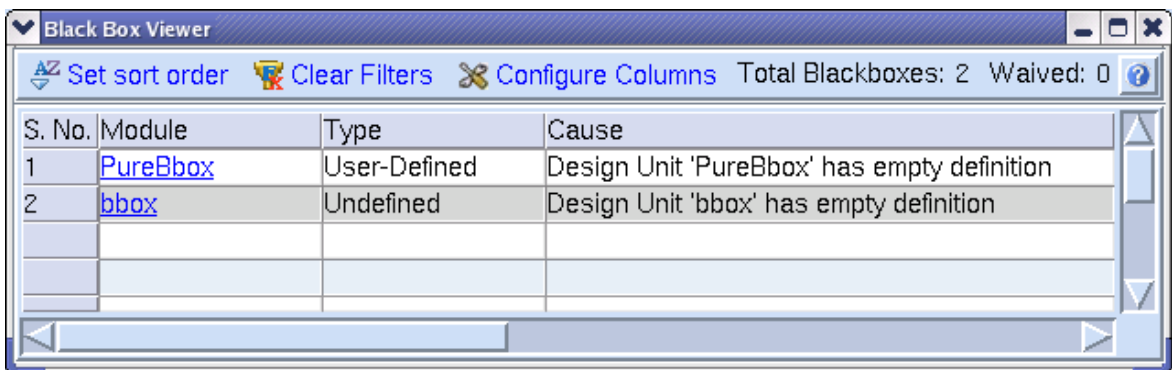 Black Box Viewer
Set sort order Clear Filters Configure Columns Total Blackboxes: 2 Waived: 0 ?
S. No. Module Type Cause
1 PureBbox User-Defined Design Unit 'PureBbox' has empty definition
2 bbox Undefined Design Unit 'bbox' has empty definition